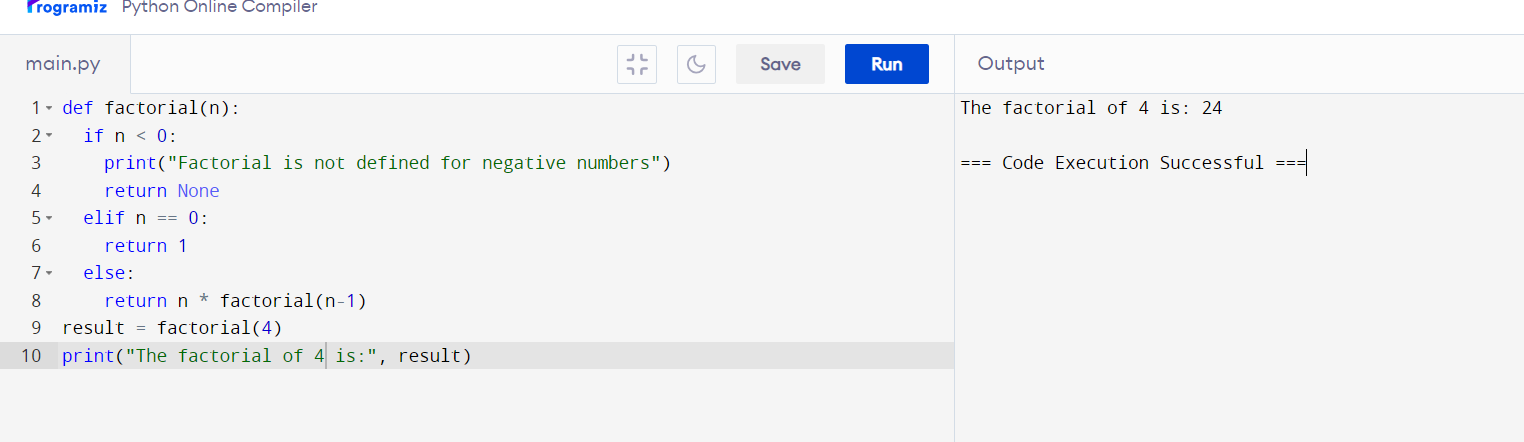 Programiz Python Online Compiler
main.py
Save
Run
Output
1 def factorial(n):
2   if n < 0:
3     print("Factorial is not defined for negative numbers")
4     return None
5   elif n == 0:
6     return 1
7   else:
8     return n * factorial(n-1)
9 result = factorial(4)
10 print("The factorial of 4 is:", result)
The factorial of 4 is: 24
=== Code Execution Successful ===